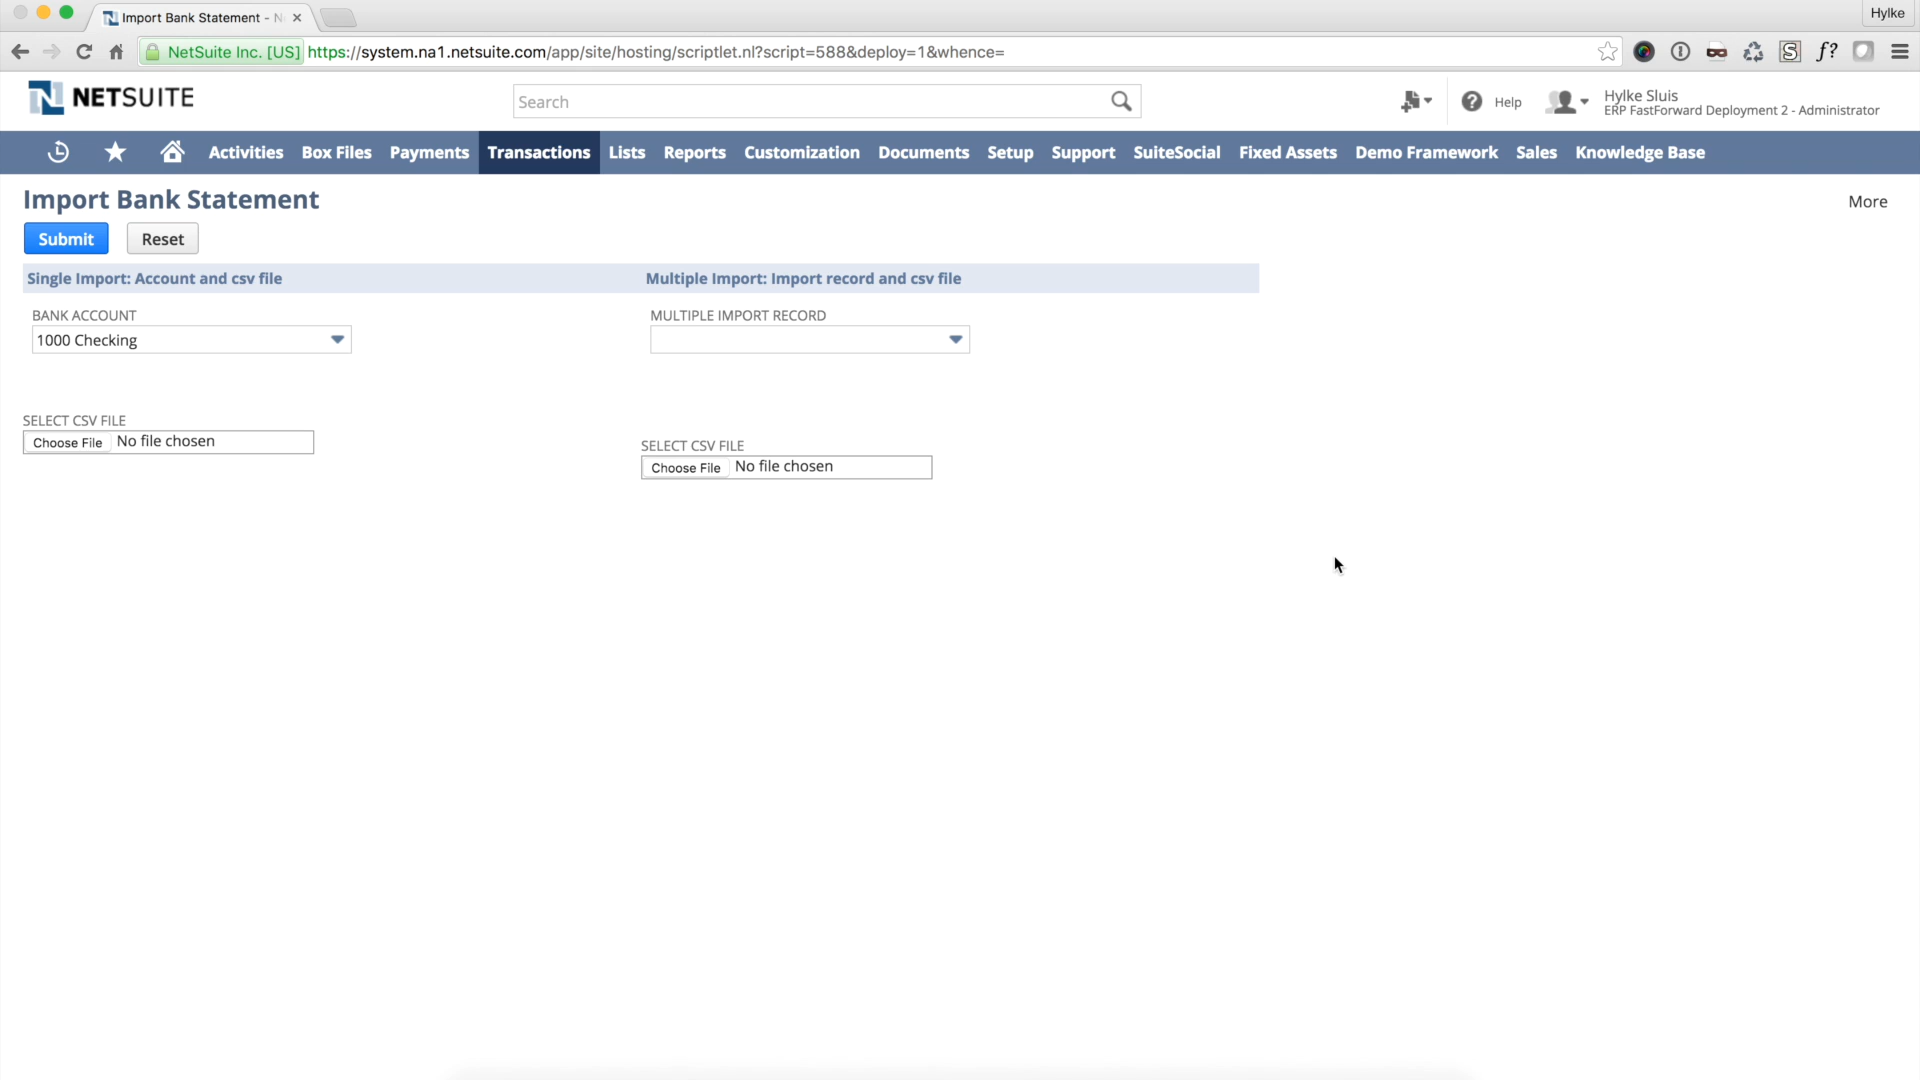 Import Bank Statement - N
Hylke
NetSuite Inc. [US] https://system.na1.netsuite.com/app/site/hosting/scriptlet.nl?script=588&deploy=1&whence=
S f?
N NETSUITE
Search
Help
Hylke Sluis
ERP FastForward Deployment 2 - Administrator
Activities Box Files Payments Transactions Lists Reports Customization Documents Setup Support SuiteSocial Fixed Assets Demo Framework Sales Knowledge Base
Import Bank Statement
More
Submit Reset
Single Import: Account and csv file
Multiple Import: Import record and csv file
BANK ACCOUNT
1000 Checking
MULTIPLE IMPORT RECORD
SELECT CSV FILE
Choose File No file chosen
SELECT CSV FILE
Choose File No file chosen